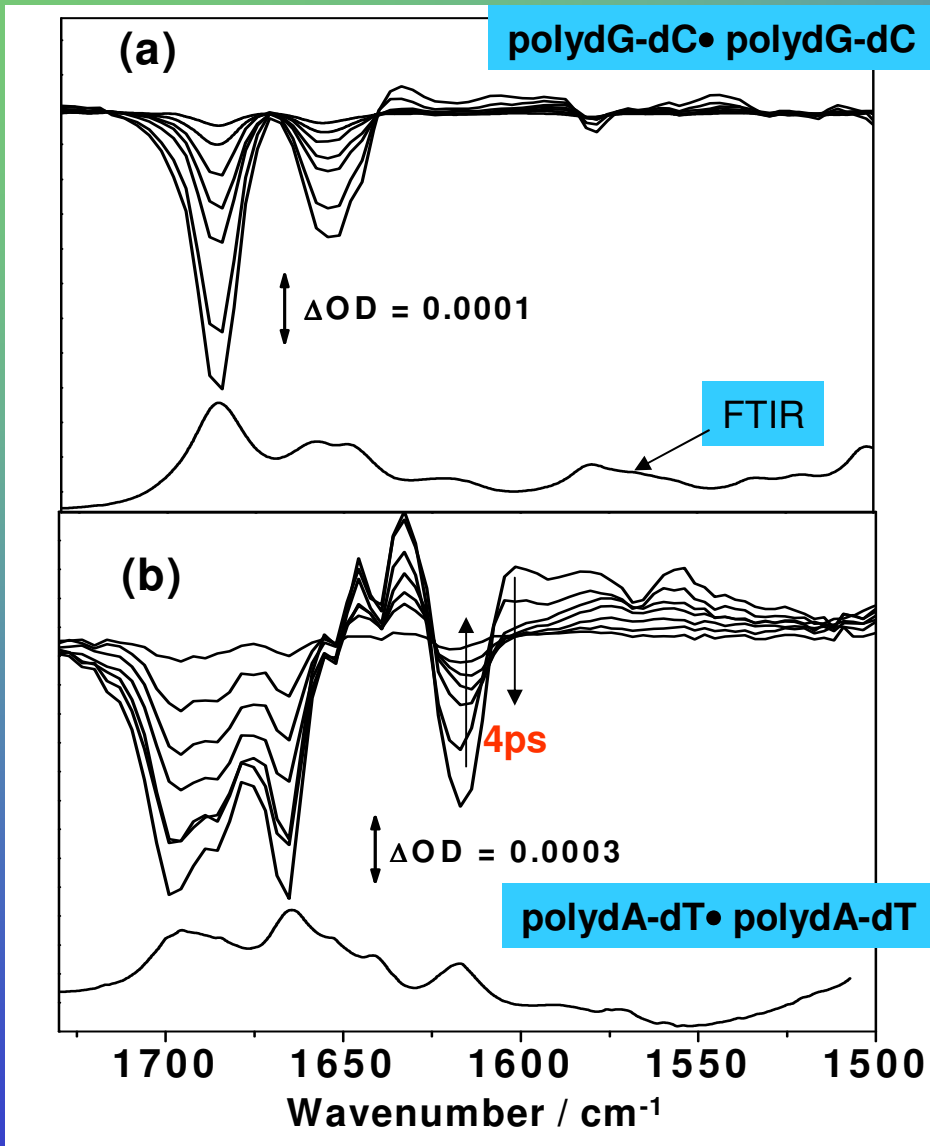 (a)
polydG-dC● polydG-dC
ΔOD = 0.0001
FTIR
(b)
4ps
ΔOD = 0.0003
polydA-dT● polydA-dT
1700 1650 1600 1550 1500
Wavenumber / cm⁻¹